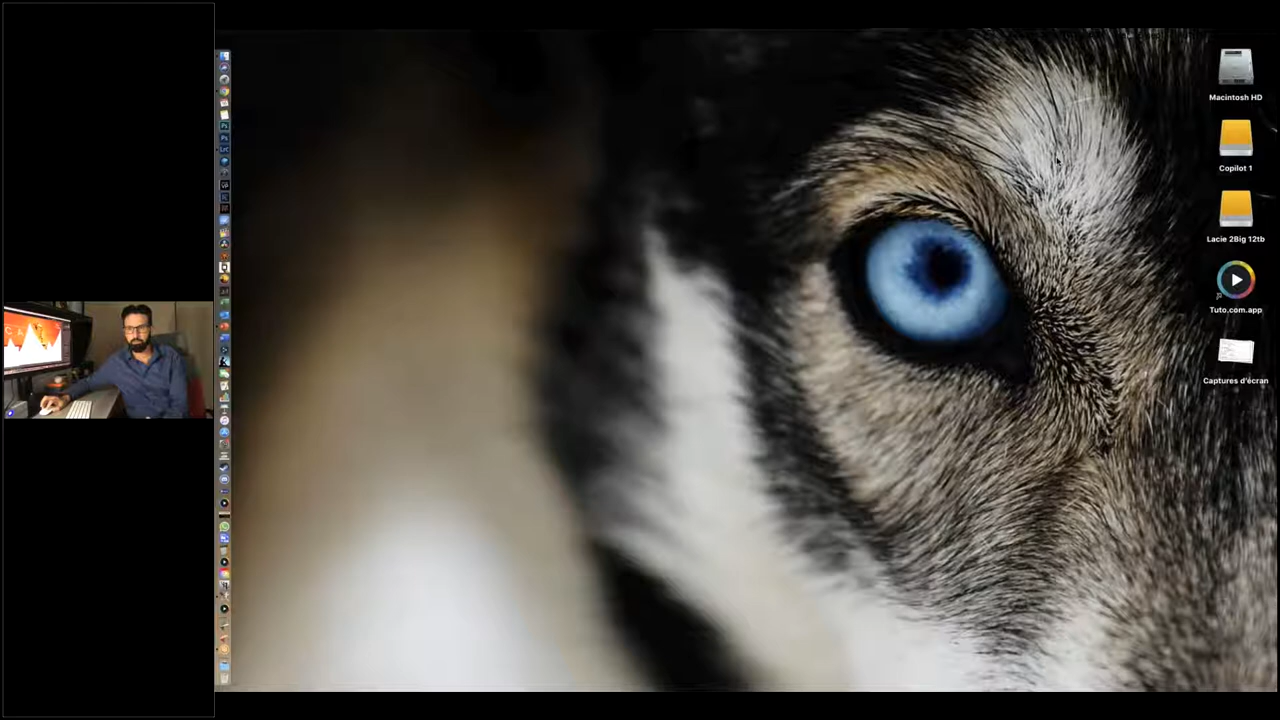 Macintosh HD
Copilot 1
Lacie 2Big 12tb
Tuto.com.app
Captures d'écran